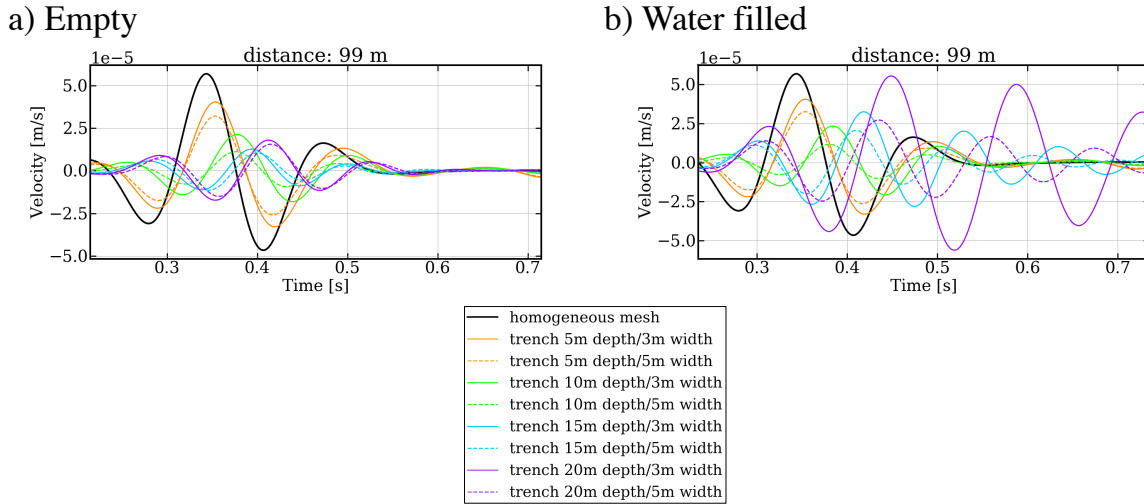 a) Empty
b) Water filled
1e−5
distance: 99 m
5.0
2.5
0.0
−2.5
−5.0
Velocity [m/s]
0.3
0.4
0.5
0.6
0.7
Time [s]
1e−5
distance: 99 m
5.0
2.5
0.0
−2.5
−5.0
Velocity [m/s]
0.3
0.4
0.5
0.6
0.7
Time [s]
homogeneous mesh
trench 5m depth/3m width
trench 5m depth/5m width
trench 10m depth/3m width
trench 10m depth/5m width
trench 15m depth/3m width
trench 15m depth/5m width
trench 20m depth/3m width
trench 20m depth/5m width